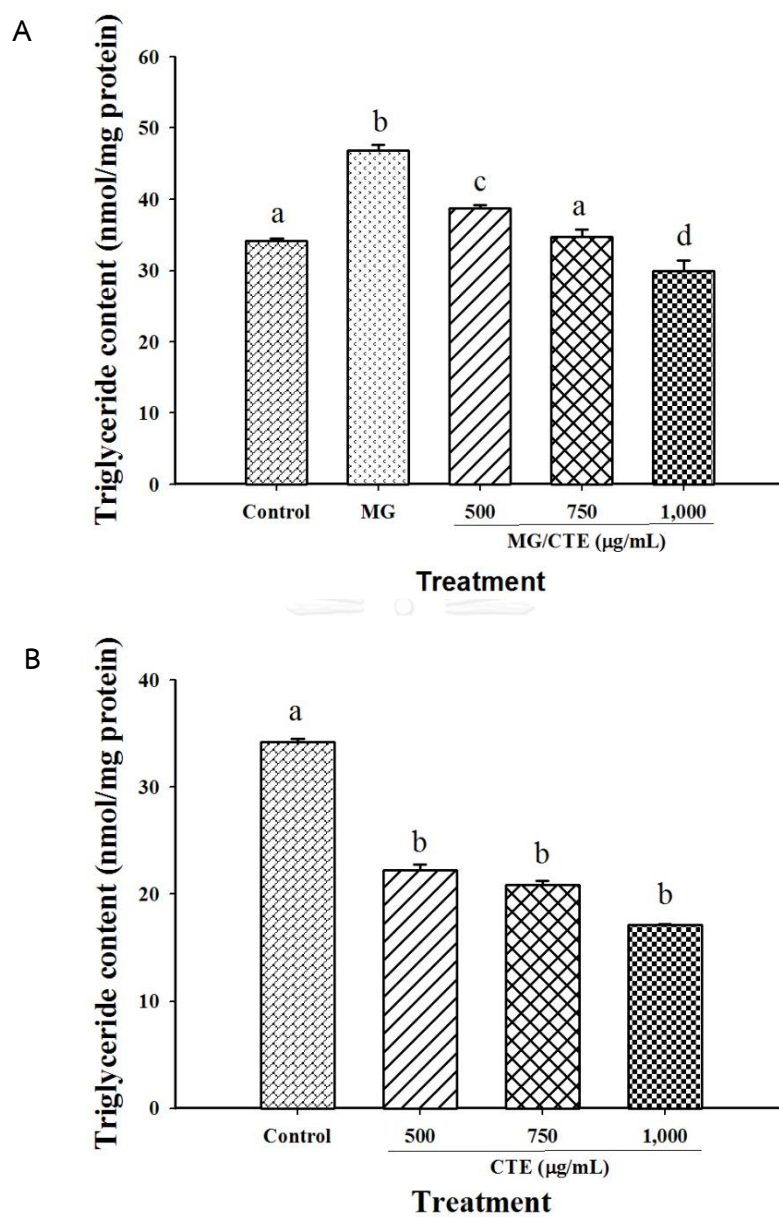 A
Triglyceride content (nmol/mg protein)
60
50
40
30
20
10
0
a
b
c
a
d
Control MG 500 750 1,000
MG/CTE (µg/mL)
Treatment
B
Triglyceride content (nmol/mg protein)
40
30
20
10
0
a
b
b
b
Control 500 750 1,000
CTE (µg/mL)
Treatment